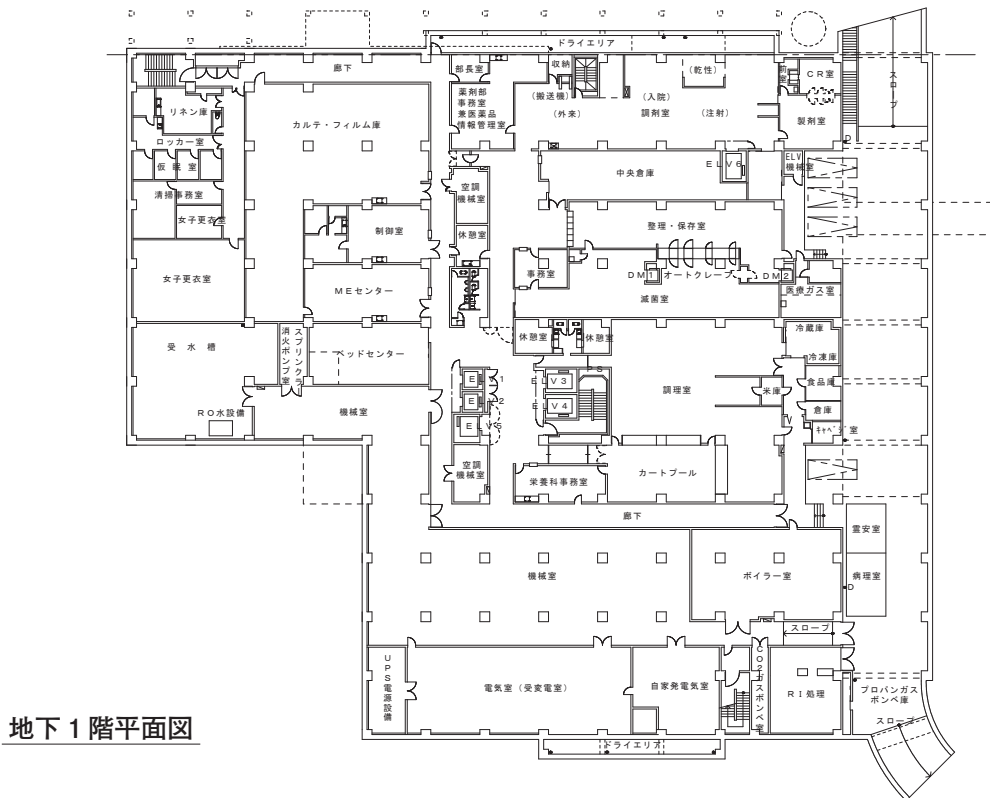 ドライエリア
廊下
部長室
収納
(乾性)
前室
CR室
スロープ
リネン庫
カルテ・フィルム庫
薬剤部
事務室
兼医薬品
情報管理室
(搬送機)
(外来)
(入院)
調剤室
(注射)
製剤室
D
ロッカー室
仮眠室
清掃事務室
女子更衣室
空調
機械室
中央倉庫
ELV6
ELV
機械室
制御室
休憩室
整理・保存室
女子更衣室
MEセンター
事務室
DM1
オートクレーブ
DM2
滅菌室
医療ガス室
受水槽
消火ポンプ室
スプリンクラー
ベッドセンター
休憩室
休憩室
冷蔵庫
冷凍庫
PS
ELV1
ELV2
ELV3
ELV4
ELV5
調理室
米庫
食品庫
倉庫
RO水設備
機械室
キャベジ室
空調
機械室
栄養科事務室
カートプール
廊下
霊安室
機械室
ボイラー室
病理室
D
スロープ
UPS電源設備
電気室(受変電室)
自家発電気室
CO2ガスボンベ室
RI処理
プロパンガス
ボンベ庫
スロープ
ドライエリア
地下1階平面図